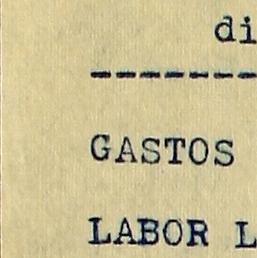 di
----------
GASTOS
LABOR L